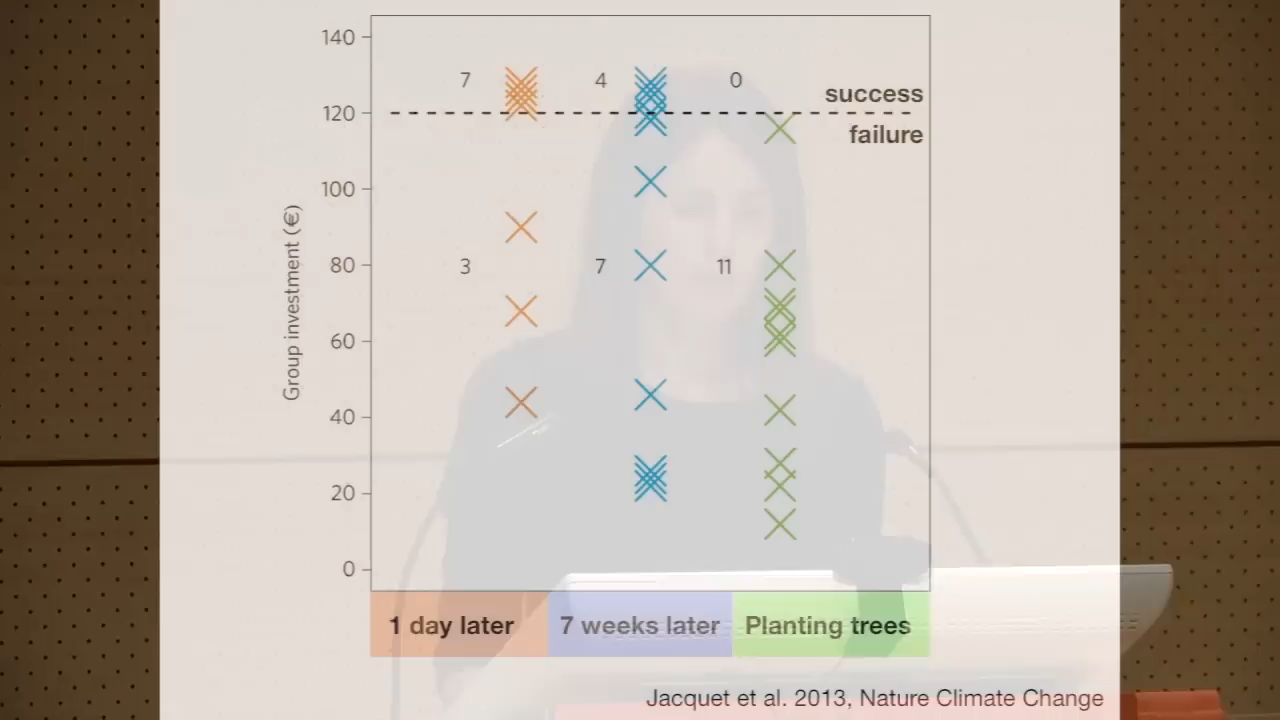 140
7 4 0
success
120
failure
100
Group investment (€)
80
3 7 11
60
40
20
0
1 day later 7 weeks later Planting trees
Jacquet et al. 2013, Nature Climate Change